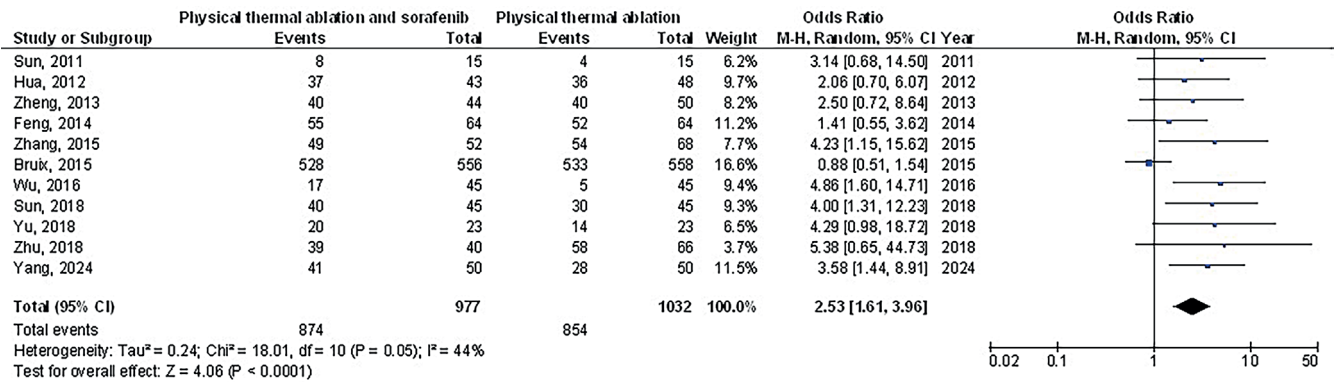 Physical thermal ablation and sorafenib Physical thermal ablation Odds Ratio Odds Ratio
Study or Subgroup Events Total Events Total Weight M-H, Random, 95% CI Year M-H, Random, 95% CI
Sun, 2011 8 15 4 15 6.2% 3.14 [0.68, 14.50] 2011
Hua, 2012 37 43 36 48 9.7% 2.06 [0.70, 6.07] 2012
Zheng, 2013 40 44 40 50 8.2% 2.50 [0.72, 8.64] 2013
Feng, 2014 55 64 52 64 11.2% 1.41 [0.55, 3.62] 2014
Zhang, 2015 49 52 54 68 7.7% 4.23 [1.15, 15.62] 2015
Bruix, 2015 528 556 533 558 16.6% 0.88 [0.51, 1.54] 2015
Wu, 2016 17 45 5 45 9.4% 4.86 [1.60, 14.71] 2016
Sun, 2018 40 45 30 45 9.3% 4.00 [1.31, 12.23] 2018
Yu, 2018 20 23 14 23 6.5% 4.29 [0.98, 18.72] 2018
Zhu, 2018 39 40 58 66 3.7% 5.38 [0.65, 44.73] 2018
Yang, 2024 41 50 28 50 11.5% 3.58 [1.44, 8.91] 2024
Total (95% CI) 977 1032 100.0% 2.53 [1.61, 3.96]
Total events 874 854
Heterogeneity: Tau² = 0.24; Chi² = 18.01, df = 10 (P = 0.05); I² = 44%
Test for overall effect: Z = 4.06 (P < 0.0001)
0.02 0.1 1 10 50